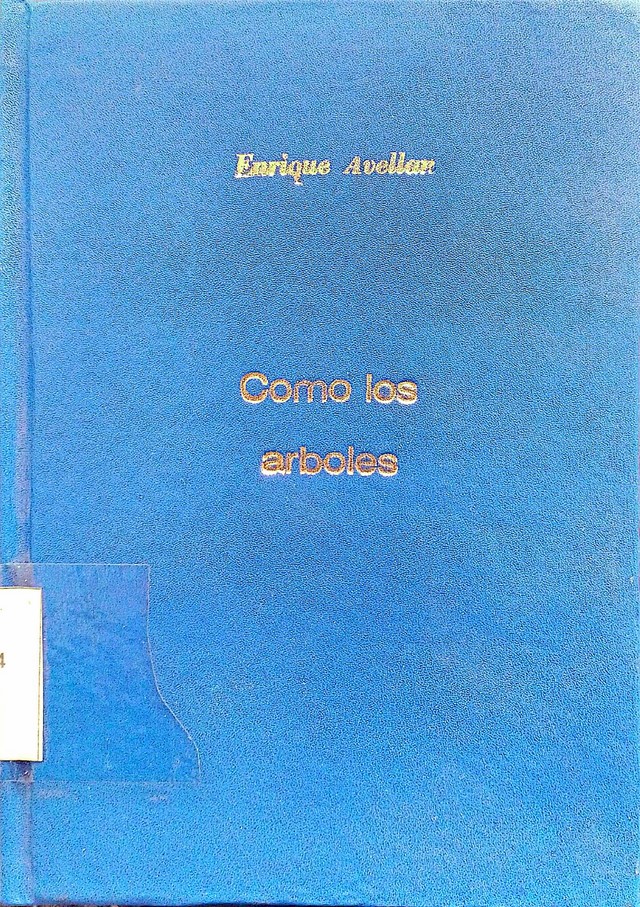 Enrique Avellan
Como los
arboles
4